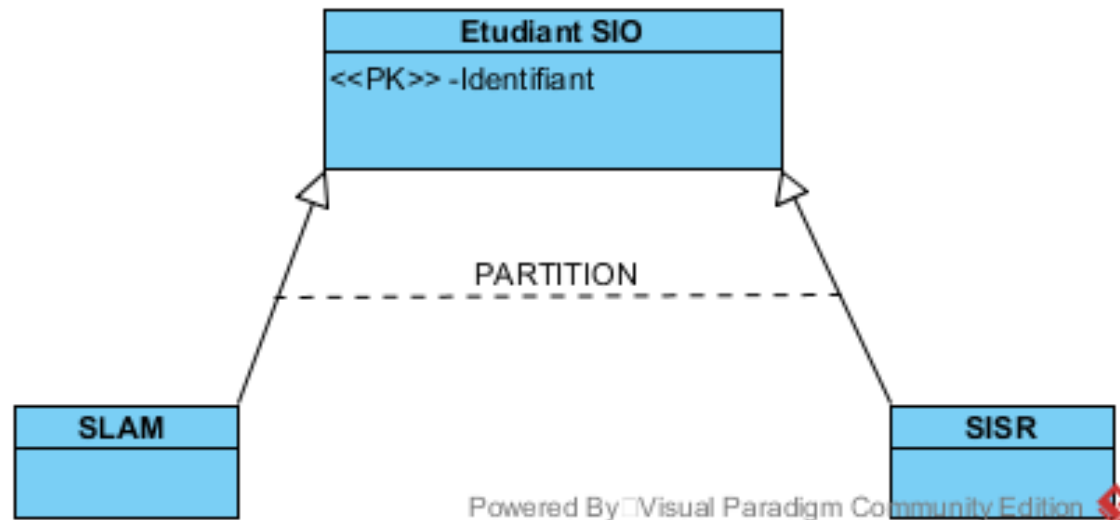 Etudiant SIO
<<PK>> -Identifiant
PARTITION
SLAM
SISR
Powered By Visual Paradigm Community Edition